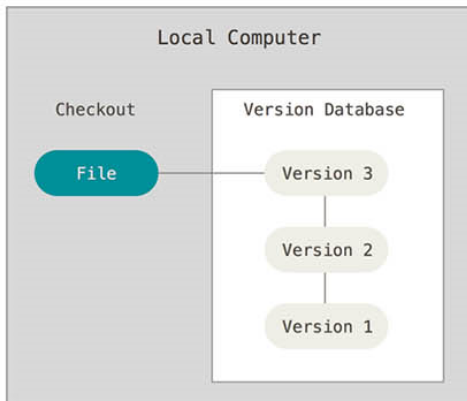 Local Computer
Checkout
Version Database
File
Version 3
Version 2
Version 1